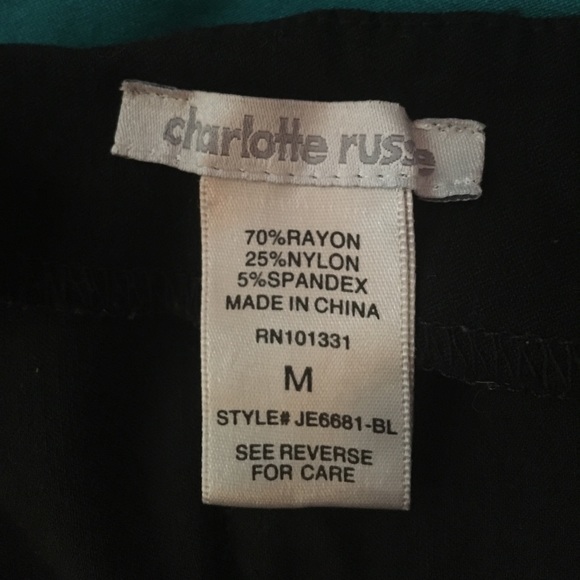 charlotte russe
70%RAYON
25%NYLON
5%SPANDEX
MADE IN CHINA
RN101331
M
STYLE# JE6681-BL
SEE REVERSE
FOR CARE